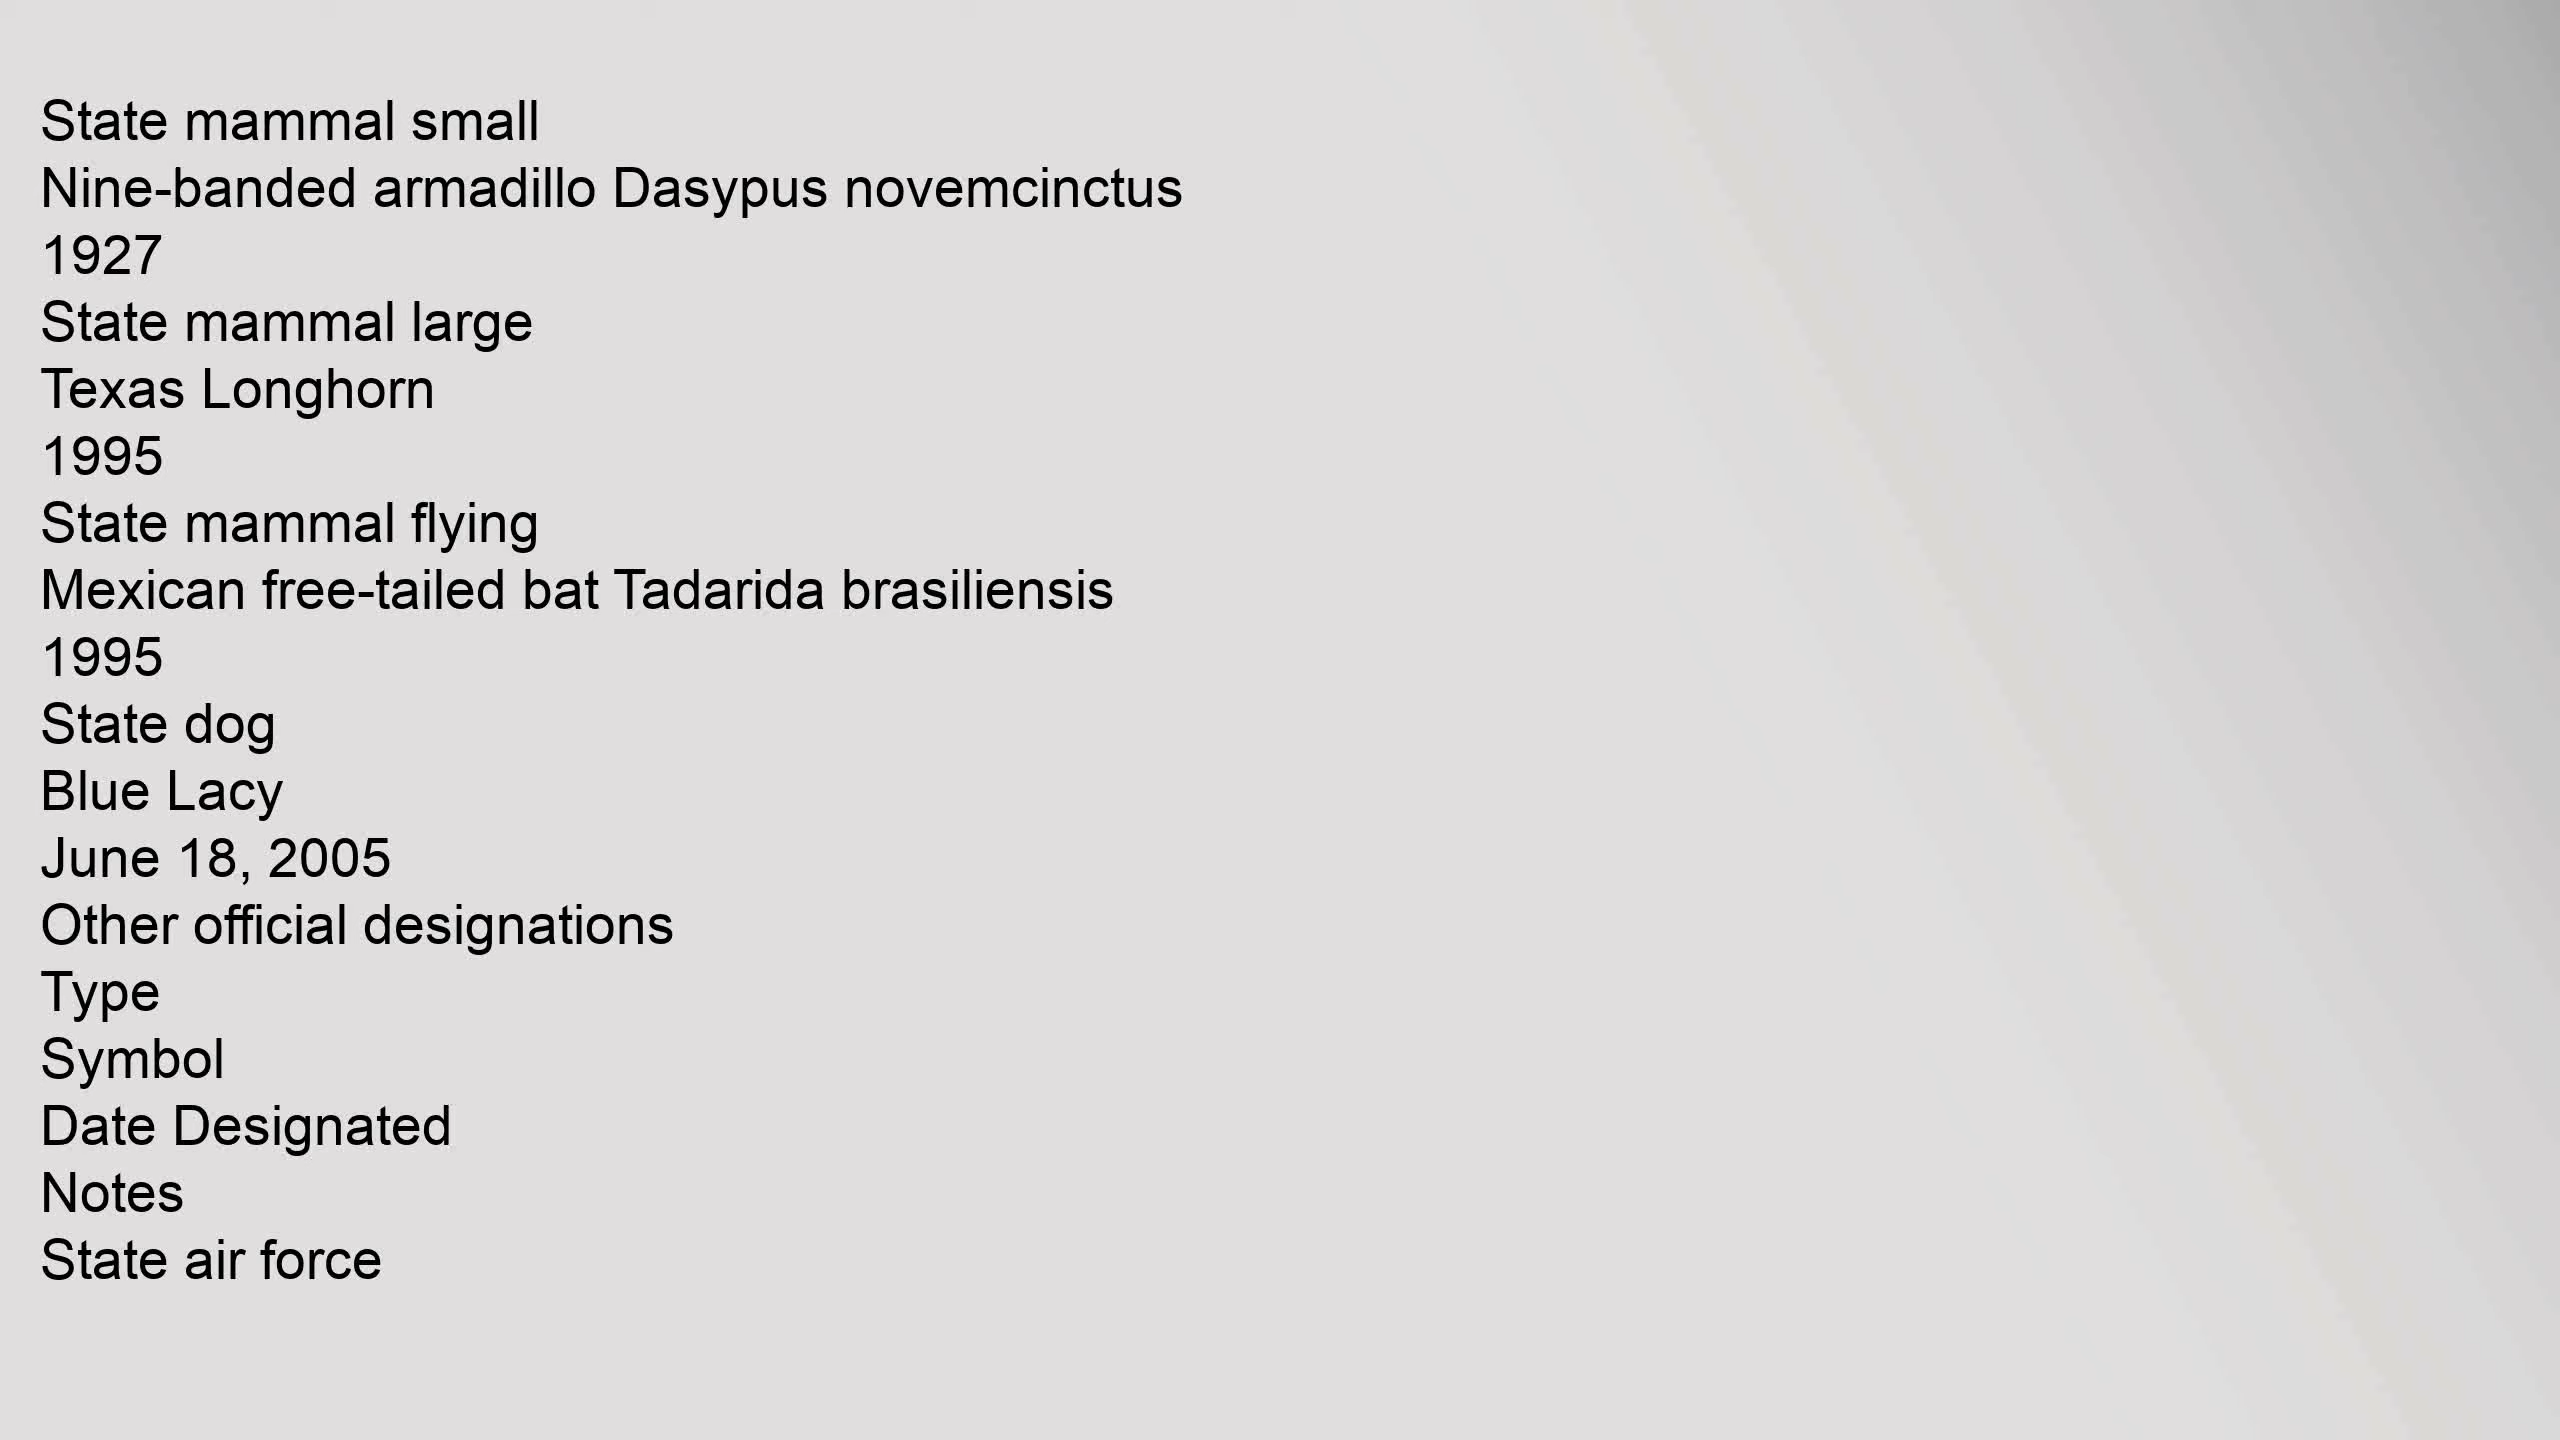 State mammal small
Nine-banded armadillo Dasypus novemcinctus
1927
State mammal large
Texas Longhorn
1995
State mammal flying
Mexican free-tailed bat Tadarida brasiliensis
1995
State dog
Blue Lacy
June 18, 2005
Other official designations
Type
Symbol
Date Designated
Notes
State air force